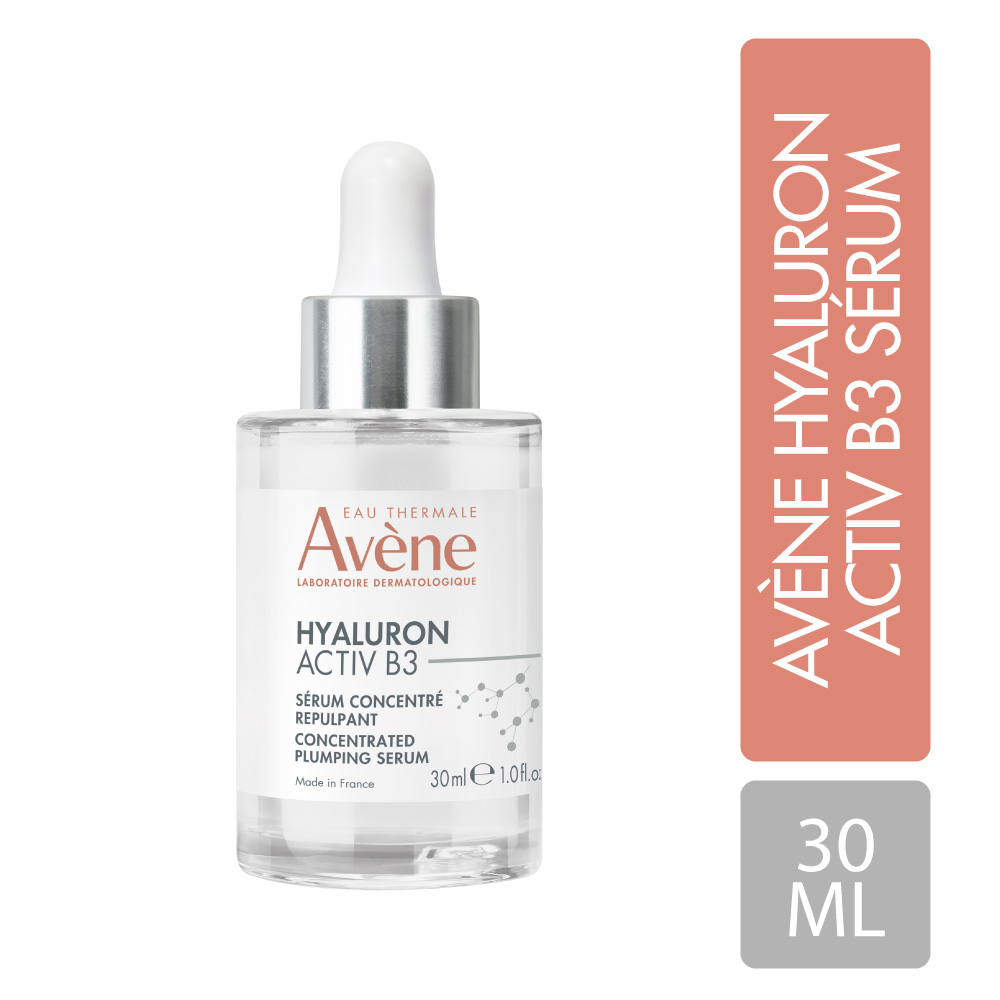 EAU THERMALE
Avène
LABORATOIRE DERMATOLOGIQUE
HYALURON
ACTIV B3
SÉRUM CONCENTRÉ
REPULPANT
CONCENTRATED
PLUMPING SERUM
Made in France
30ml ℮ 1.0fl.oz
AVÈNE HYALURON
ACTIV B3 SÉRUM
30
ML